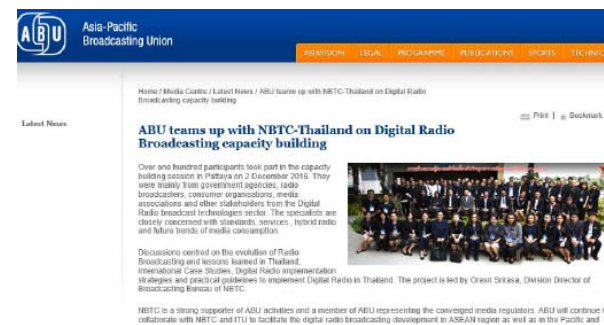 ABU
Asia-Pacific
Broadcasting Union
ASIAVISION LEGAL PROGRAMME PUBLICATIONS SPORTS TECHNIC
Home / Media Centre / Latest News / ABU teams up with NBTC-Thailand on Digital Radio
Broadcasting capacity building
Print | Bookmark
Latest News
ABU teams up with NBTC-Thailand on Digital Radio
Broadcasting capacity building
Over one hundred participants took part in the capacity
building session in Pattaya on 2 December 2016. They
were mainly from government agencies, radio
broadcasters, consumer organisations, media
associations and other stakeholders from the Digital
Radio broadcast technologies sector. The specialists are
closely concerned with standards, services , hybrid radio
and future trends of media consumption.
Discussions centred on the evolution of Radio
Broadcasting and lessons learned in Thailand,
International Case Studies, Digital Radio implementation
strategies and practical guidelines to implement Digital Radio in Thailand. The project is led by Orasri Srirasa, Division Director of
Broadcasting Bureau of NBTC.
NBTC is a strong supporter of ABU activities and a member of ABU representing the converged media regulators. ABU will continue
collaborate with NBTC and ITU to facilitate the digital radio broadcasting development in ASEAN region as well as in the Pacific and